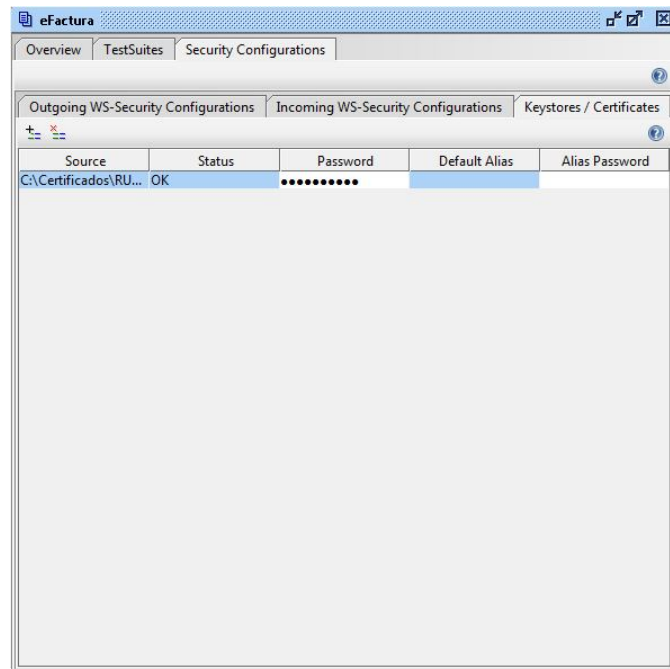 eFactura
Overview TestSuites Security Configurations
Outgoing WS-Security Configurations Incoming WS-Security Configurations Keystores / Certificates
Source Status Password Default Alias Alias Password
C:\Certificados\RU... OK ●●●●●●●●●●